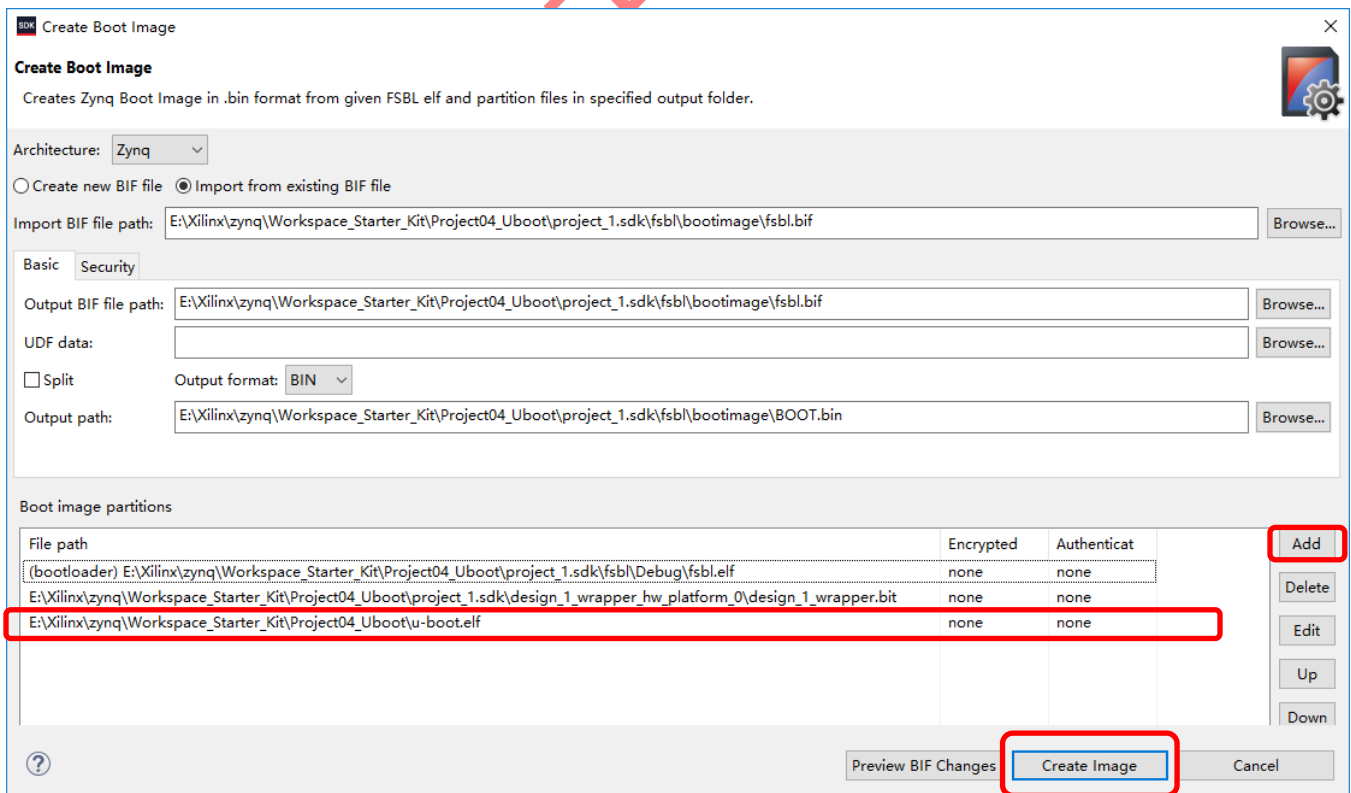 SDK Create Boot Image
Create Boot Image
Creates Zynq Boot Image in .bin format from given FSBL elf and partition files in specified output folder.
Architecture: Zynq
Create new BIF file Import from existing BIF file
Import BIF file path: E:\Xilinx\zynq\Workspace_Starter_Kit\Project04_Uboot\project_1.sdk\fsbl\bootimage\fsbl.bif Browse...
Basic Security
Output BIF file path: E:\Xilinx\zynq\Workspace_Starter_Kit\Project04_Uboot\project_1.sdk\fsbl\bootimage\fsbl.bif Browse...
UDF data: Browse...
Split Output format: BIN
Output path: E:\Xilinx\zynq\Workspace_Starter_Kit\Project04_Uboot\project_1.sdk\fsbl\bootimage\BOOT.bin Browse...
Boot image partitions
File path Encrypted Authenticat Add
(bootloader) E:\Xilinx\zynq\Workspace_Starter_Kit\Project04_Uboot\project_1.sdk\fsbl\Debug\fsbl.elf none none
Delete
E:\Xilinx\zynq\Workspace_Starter_Kit\Project04_Uboot\project_1.sdk\design_1_wrapper_hw_platform_0\design_1_wrapper.bit none none
E:\Xilinx\zynq\Workspace_Starter_Kit\Project04_Uboot\u-boot.elf none none
Edit
Up
Down
? Preview BIF Changes Create Image Cancel